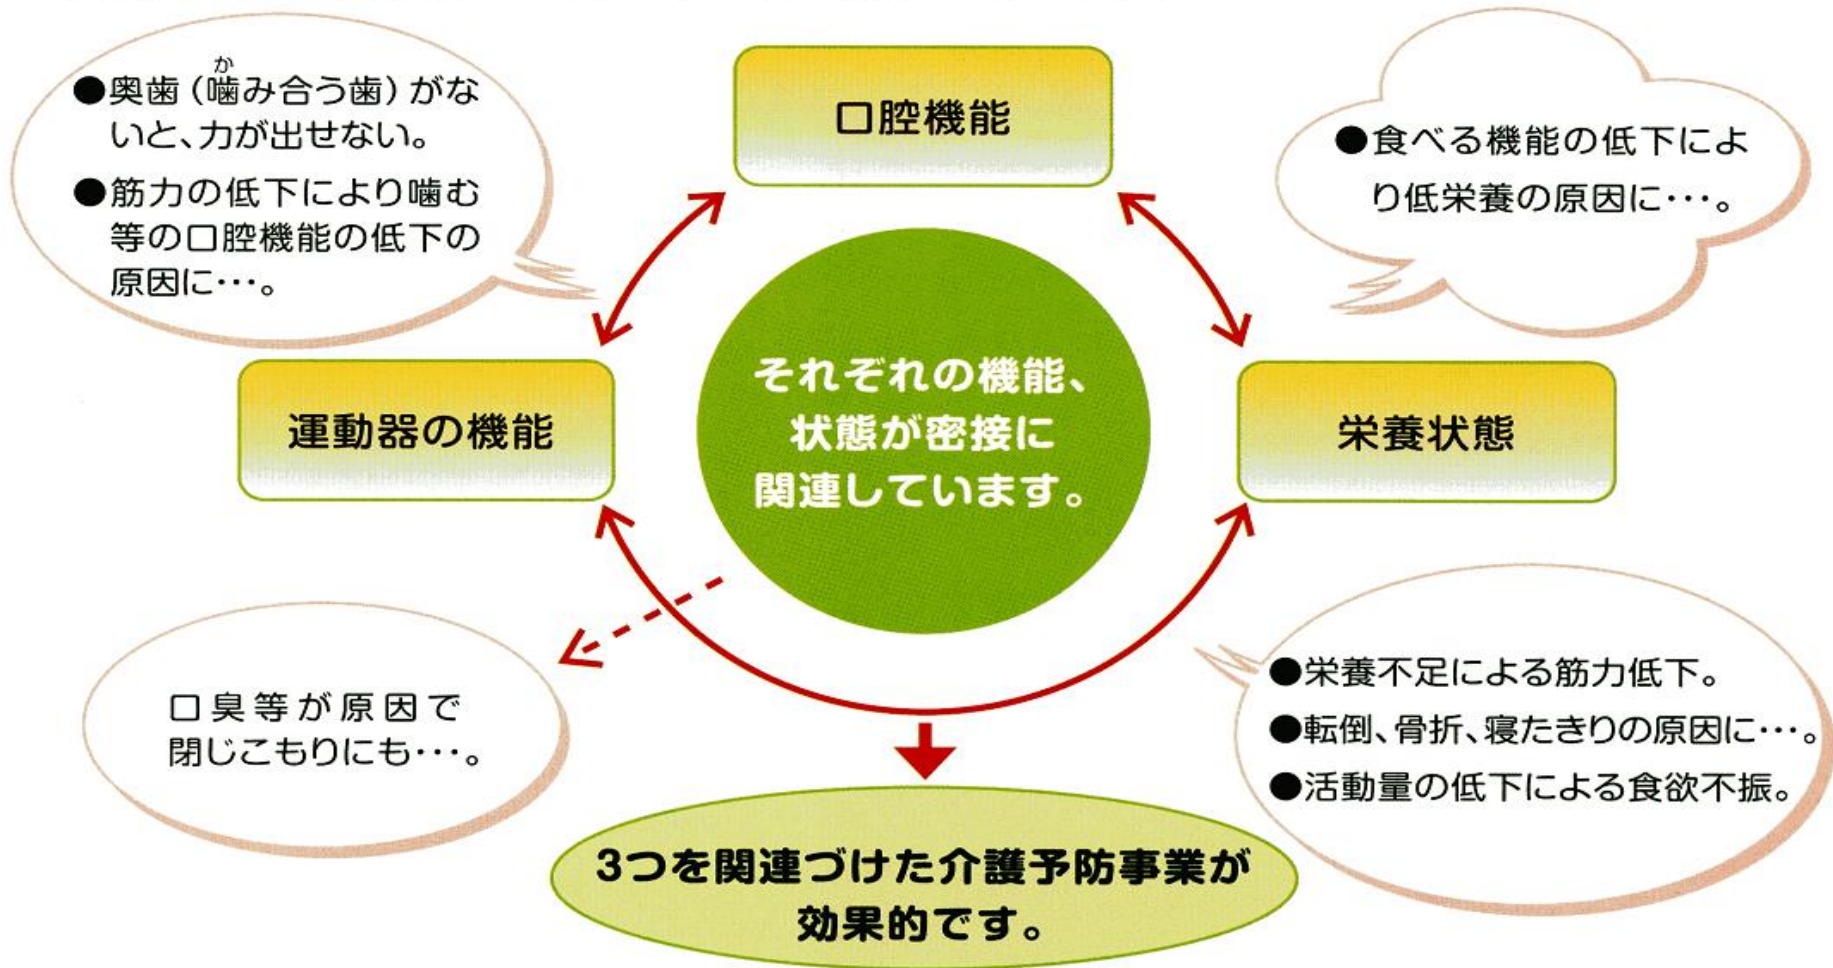 ●奥歯（噛み合う歯）がな
か
いと、力が出せない。
●筋力の低下により噛む
等の口腔機能の低下の
原因に・・・。
口腔機能
●食べる機能の低下によ
り低栄養の原因に・・・。
運動器の機能
それぞれの機能、
状態が密接に
関連しています。
栄養状態
口臭等が原因で
閉じこもりにも・・・。
●栄養不足による筋力低下。
●転倒、骨折、寝たきりの原因に・・・。
●活動量の低下による食欲不振。
3つを関連づけた介護予防事業が
効果的です。